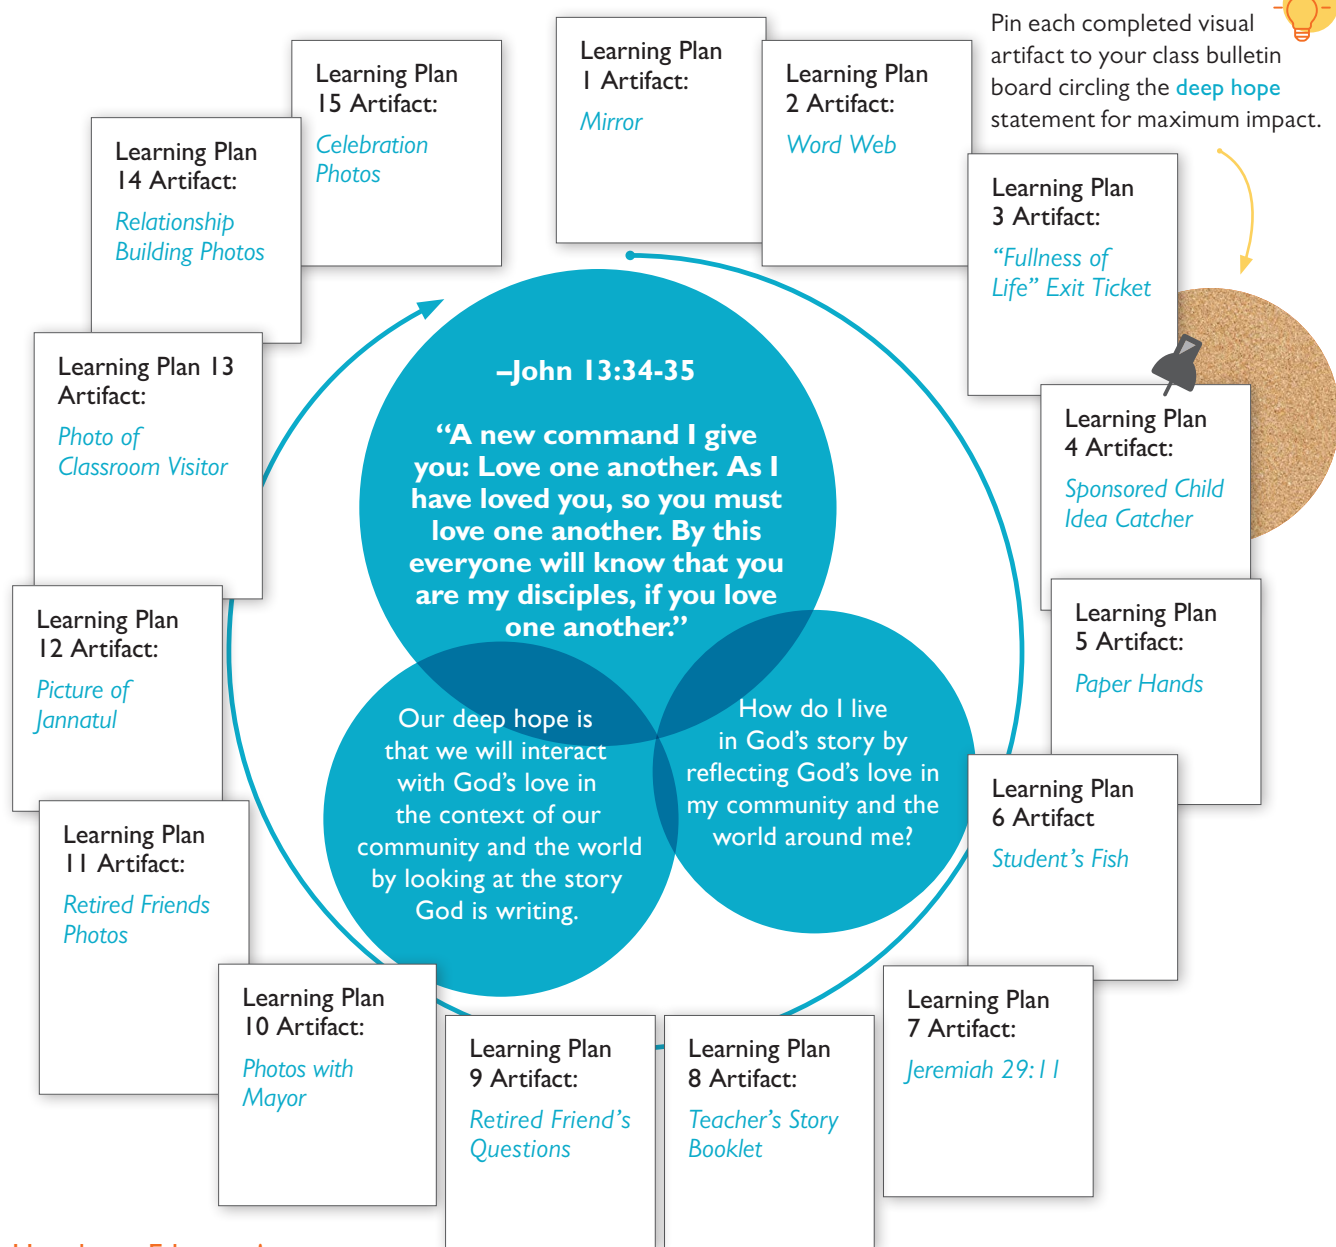 Pin each completed visual
artifact to your class bulletin
board circling the deep hope
statement for maximum impact.
Learning Plan
1 Artifact:
Mirror
Learning Plan
2 Artifact:
Word Web
Learning Plan
3 Artifact:
“Fullness of
Life” Exit Ticket
Learning Plan
4 Artifact:
Sponsored Child
Idea Catcher
Learning Plan
5 Artifact:
Paper Hands
Learning Plan
6 Artifact
Student’s Fish
Learning Plan
7 Artifact:
Jeremiah 29:11
Learning Plan
8 Artifact:
Teacher’s Story
Booklet
Learning Plan
9 Artifact:
Retired Friend’s
Questions
Learning Plan
10 Artifact:
Photos with
Mayor
Learning Plan
11 Artifact:
Retired Friends
Photos
Learning Plan
12 Artifact:
Picture of
Jannatul
Learning Plan 13
Artifact:
Photo of
Classroom Visitor
Learning Plan
14 Artifact:
Relationship
Building Photos
Learning Plan
15 Artifact:
Celebration
Photos
–John 13:34-35
“A new command I give
you: Love one another. As I
have loved you, so you must
love one another. By this
everyone will know that you
are my disciples, if you love
one another.”
Our deep hope is
that we will interact
with God’s love in
the context of our
community and the world
by looking at the story
God is writing.
How do I live
in God’s story by
reflecting God’s love in
my community and the
world around me?